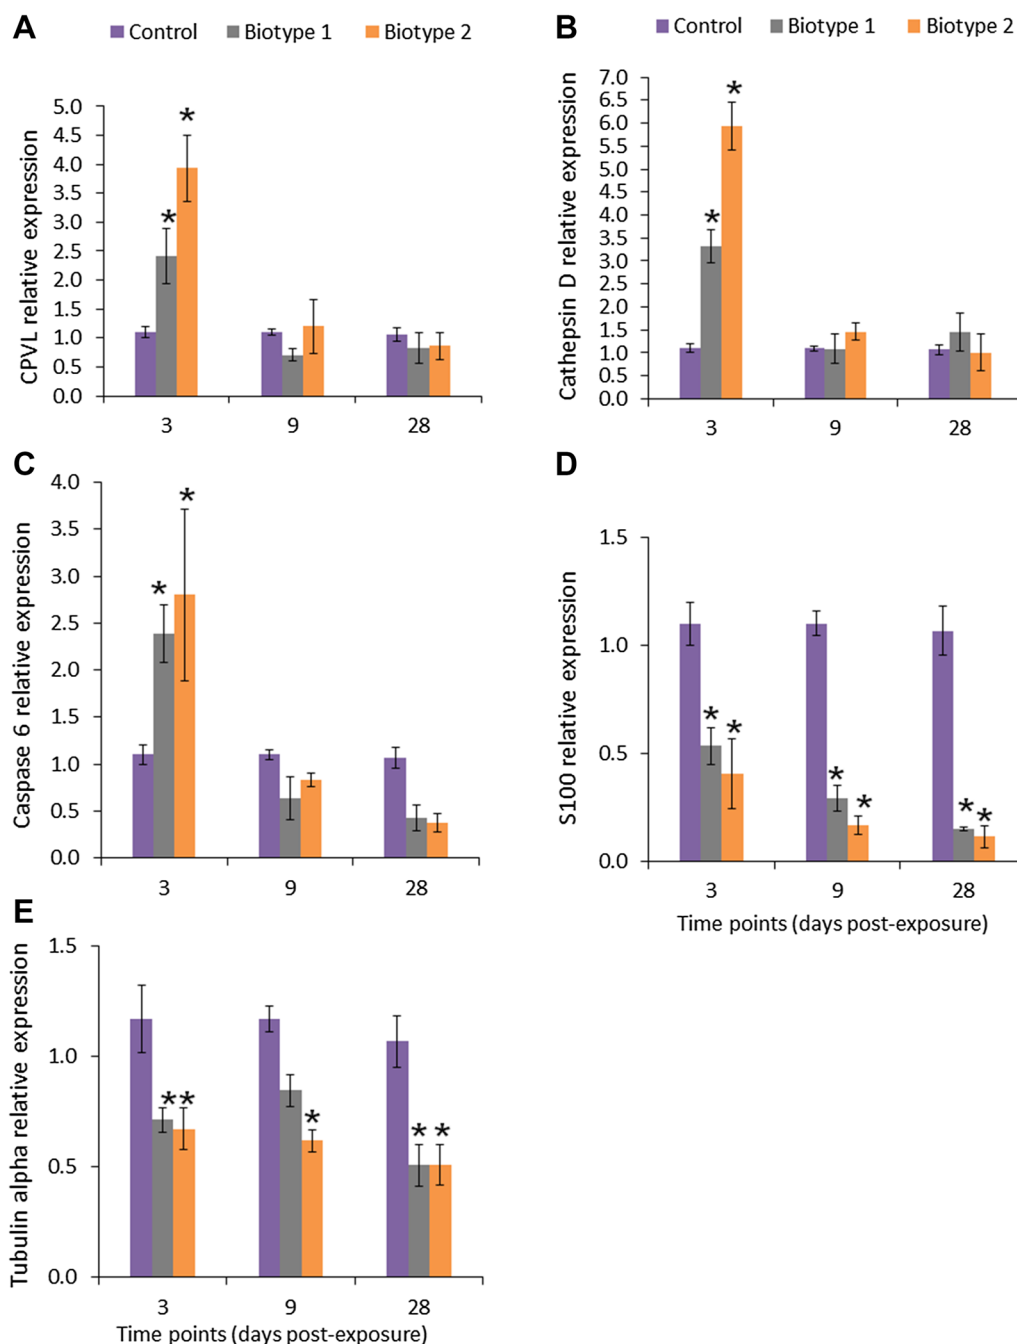 A
Control Biotype 1 Biotype 2
CPVL relative expression
5.0
4.5
4.0
3.5
3.0
2.5
2.0
1.5
1.0
0.5
0.0
* *
3 9 28
B
Control Biotype 1 Biotype 2
Cathepsin D relative expression
7.0
6.5
6.0
5.5
5.0
4.5
4.0
3.5
3.0
2.5
2.0
1.5
1.0
0.5
0.0
* *
3 9 28
C
Caspase 6 relative expression
4.0
3.5
3.0
2.5
2.0
1.5
1.0
0.5
0.0
* *
3 9 28
D
S100 relative expression
1.5
1.0
0.5
0.0
* * * * * *
3 9 28
Time points (days post-exposure)
E
Tubulin alpha relative expression
1.5
1.0
0.5
0.0
** * * *
3 9 28
Time points (days post-exposure)